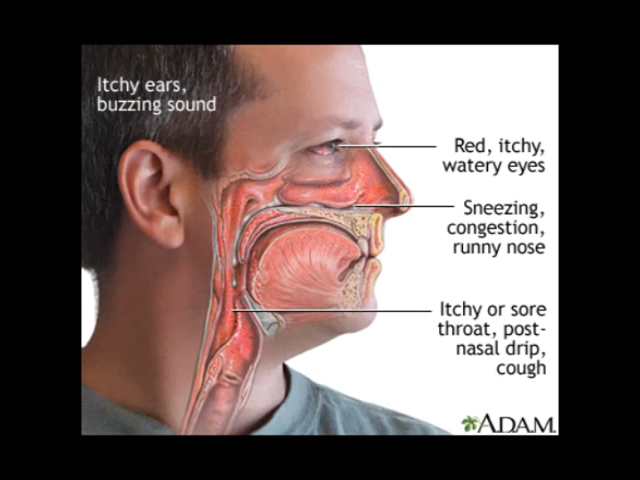 Itchy ears,
buzzing sound
Red, itchy,
watery eyes
Sneezing,
congestion,
runny nose
Itchy or sore
throat, post-
nasal drip,
cough
ADAM.